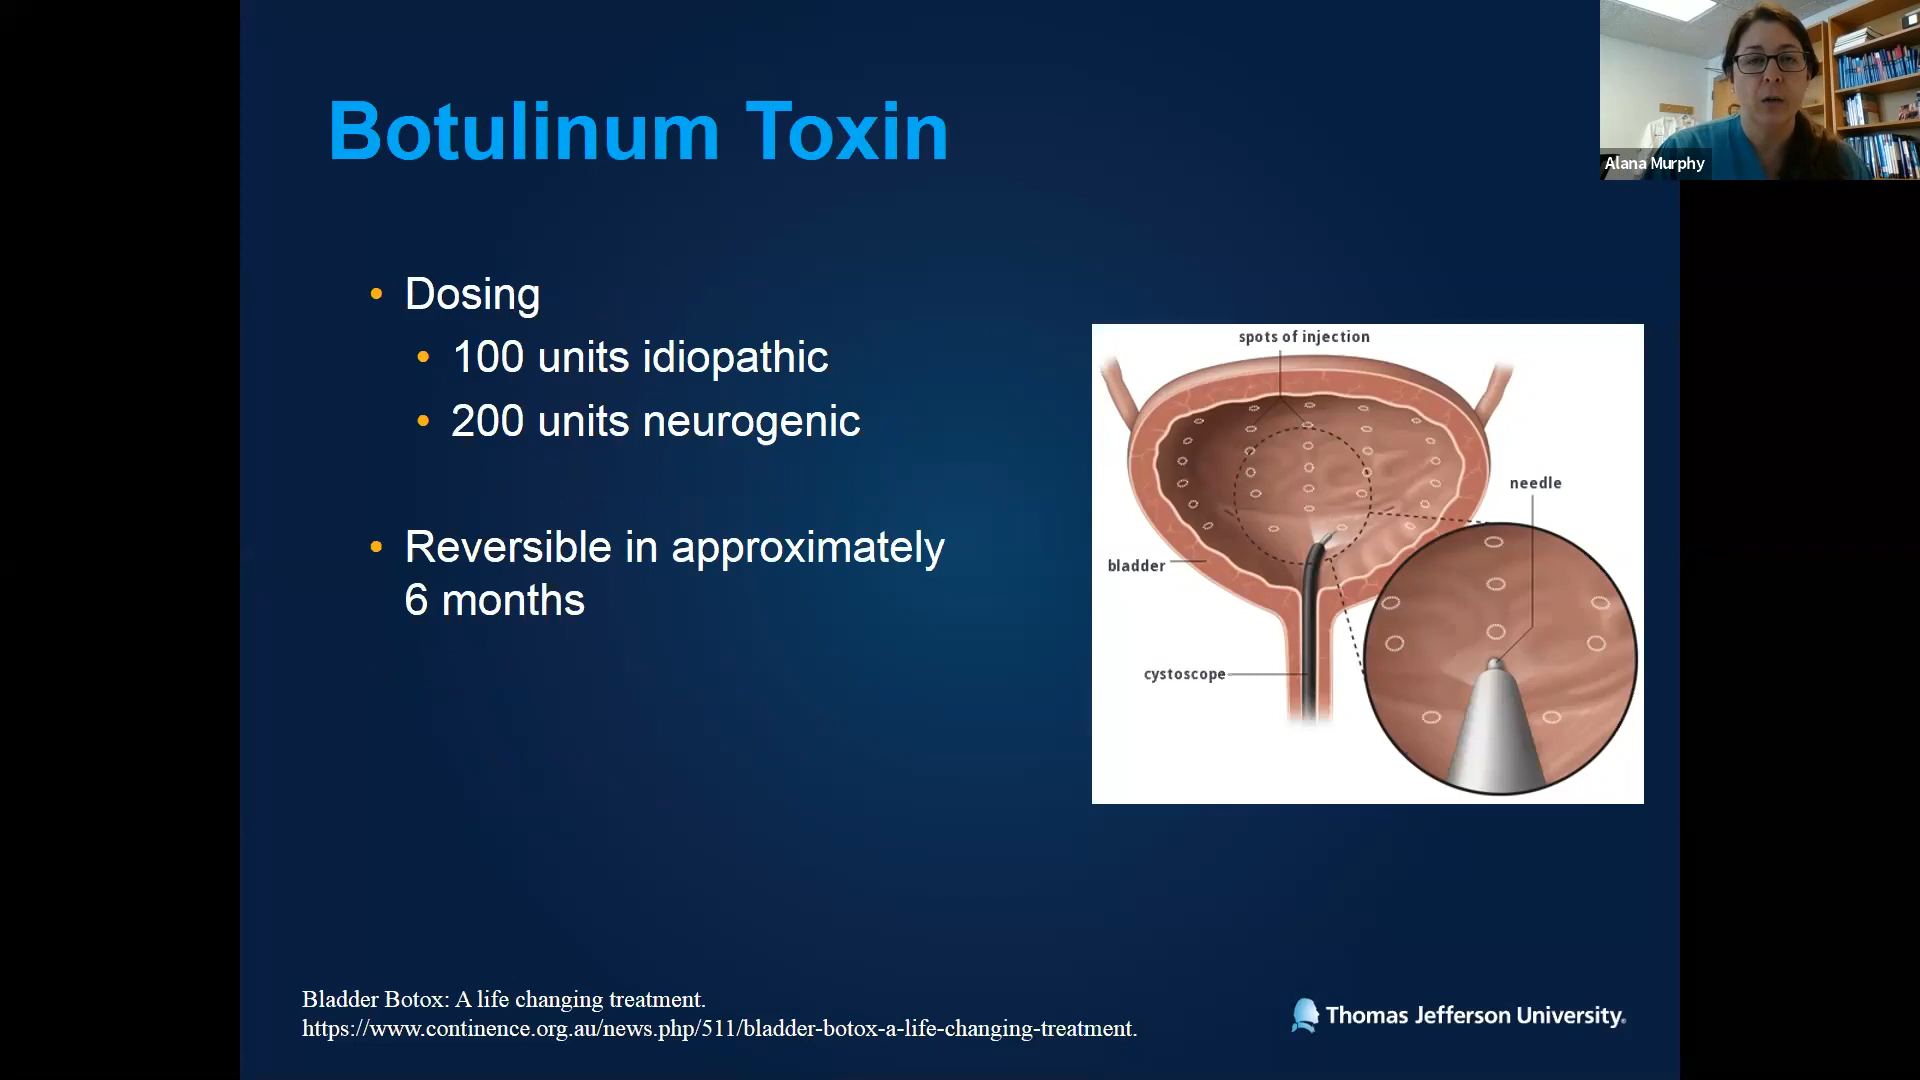 Botulinum Toxin
Alana Murphy
• Dosing
• 100 units idiopathic
• 200 units neurogenic
• Reversible in approximately
6 months
spots of injection
needle
bladder
cystoscope
Bladder Botox: A life changing treatment.
https://www.continence.org.au/news.php/511/bladder-botox-a-life-changing-treatment.
Thomas Jefferson University.